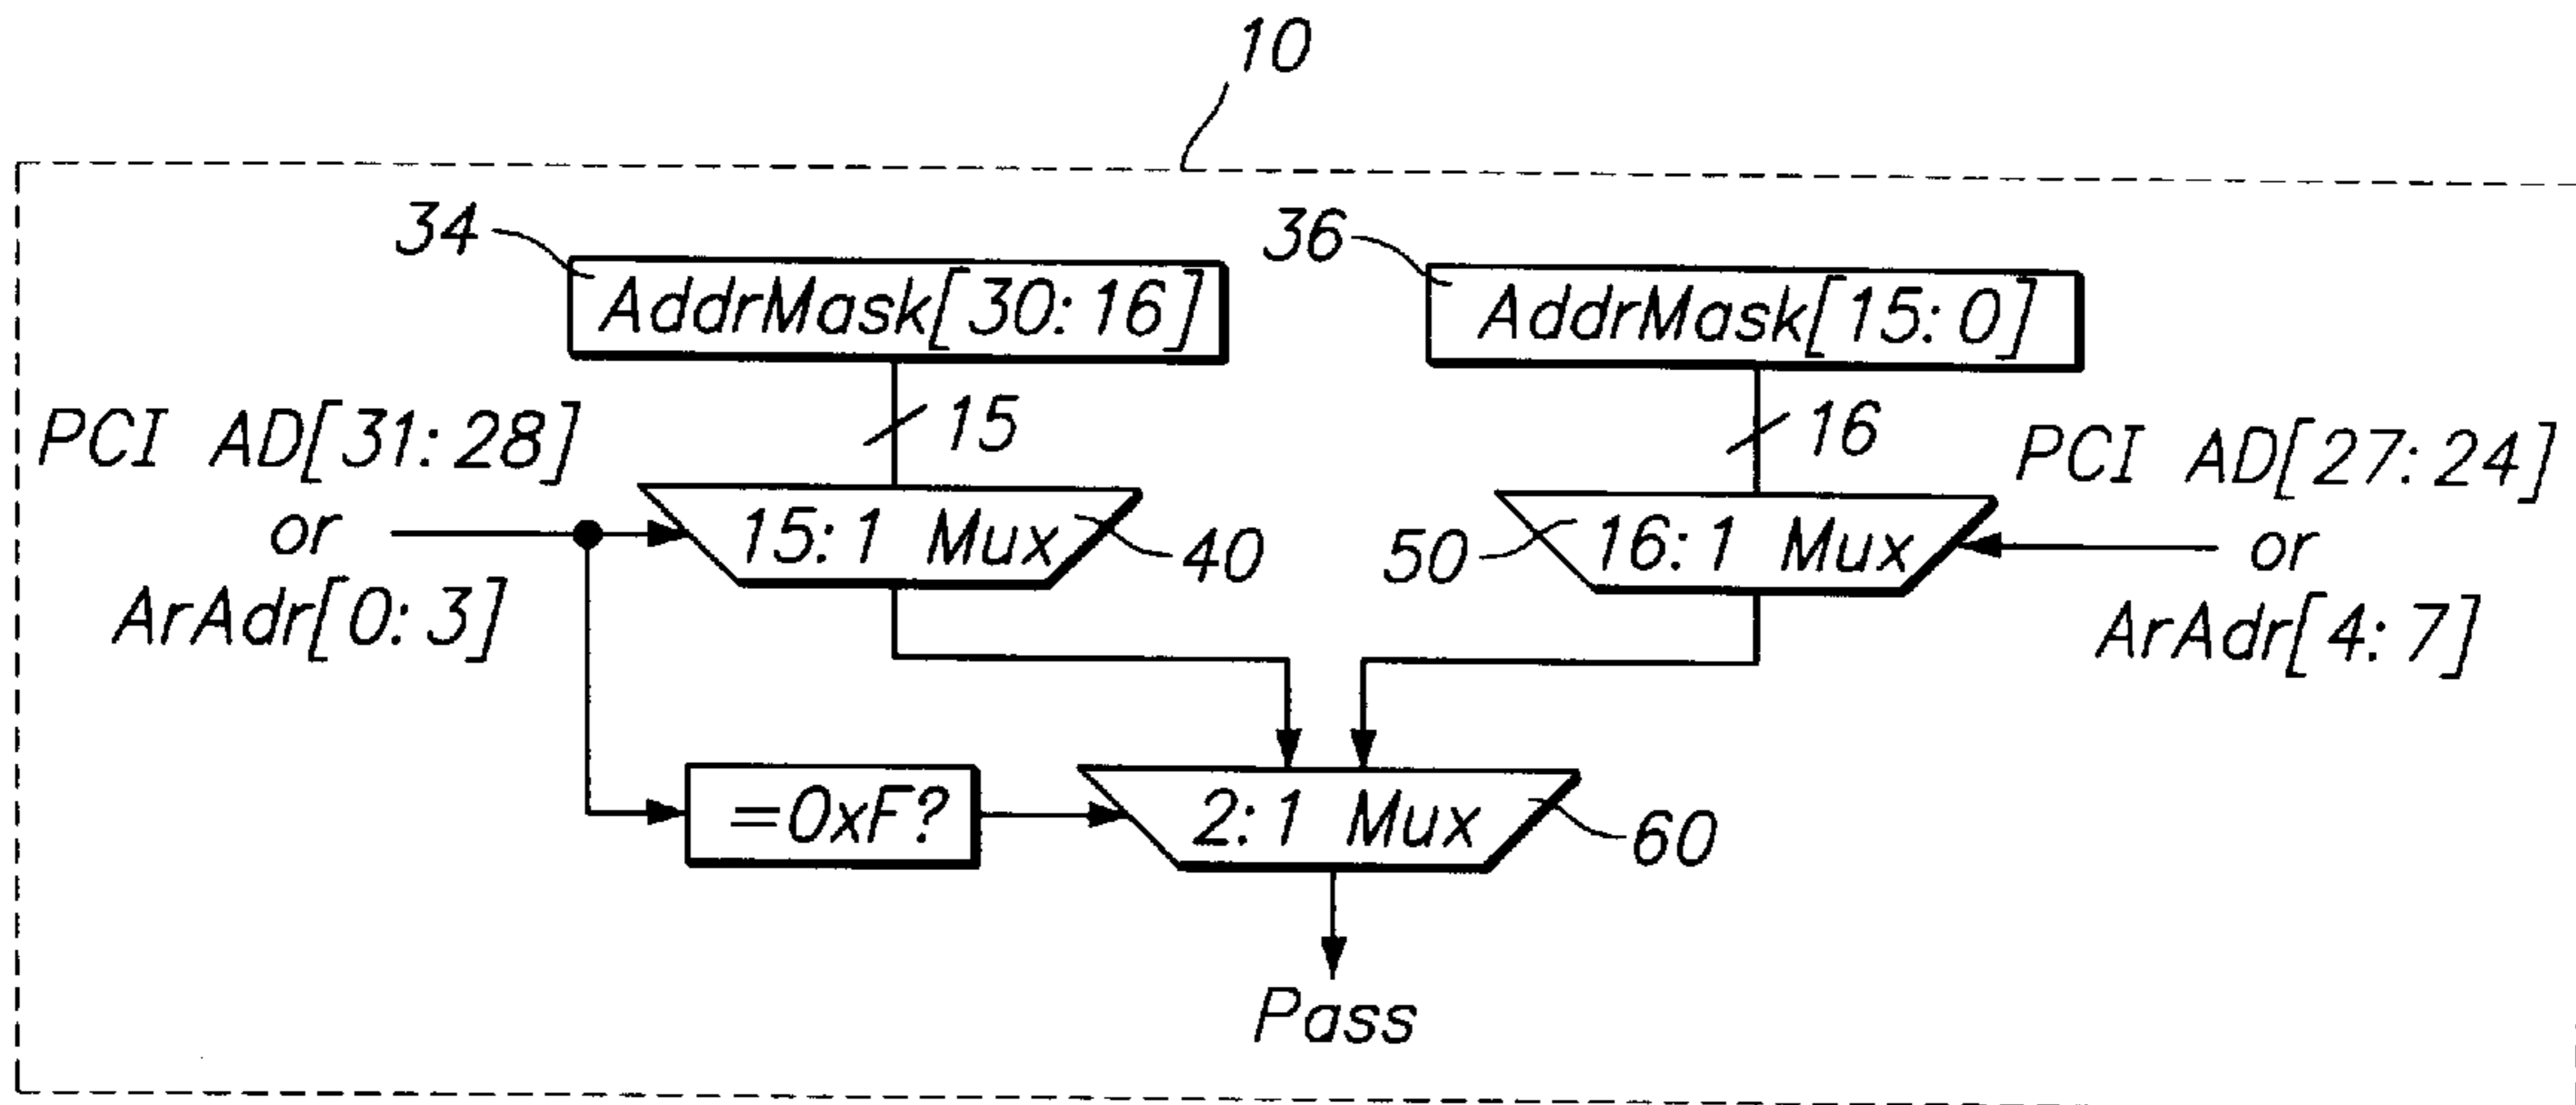 10
34
AddrMask[30:16]
36
AddrMask[15:0]
PCI AD[31:28]
or
ArAdr[0:3]
15
16
PCI AD[27:24]
or
ArAdr[4:7]
15:1 Mux
40
50
16:1 Mux
=0xF?
2:1 Mux
60
Pass